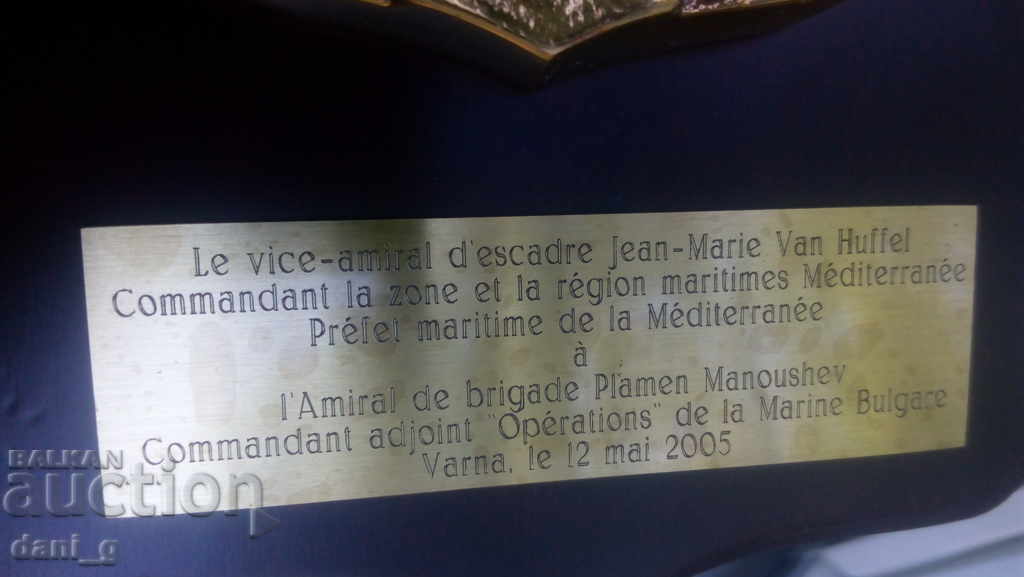 Le vice-amiral d'escadre Jean-Marie Van Huffel
Commandant la zone et la région maritimes Méditerranée
Préfet maritime de la Méditerranée
à
l'Amiral de brigade Plamen Manoushev
Commandant adjoint "Opérations" de la Marine Bulgare
Varna, le 12 mai 2005
BALKAN
auction
dani_g